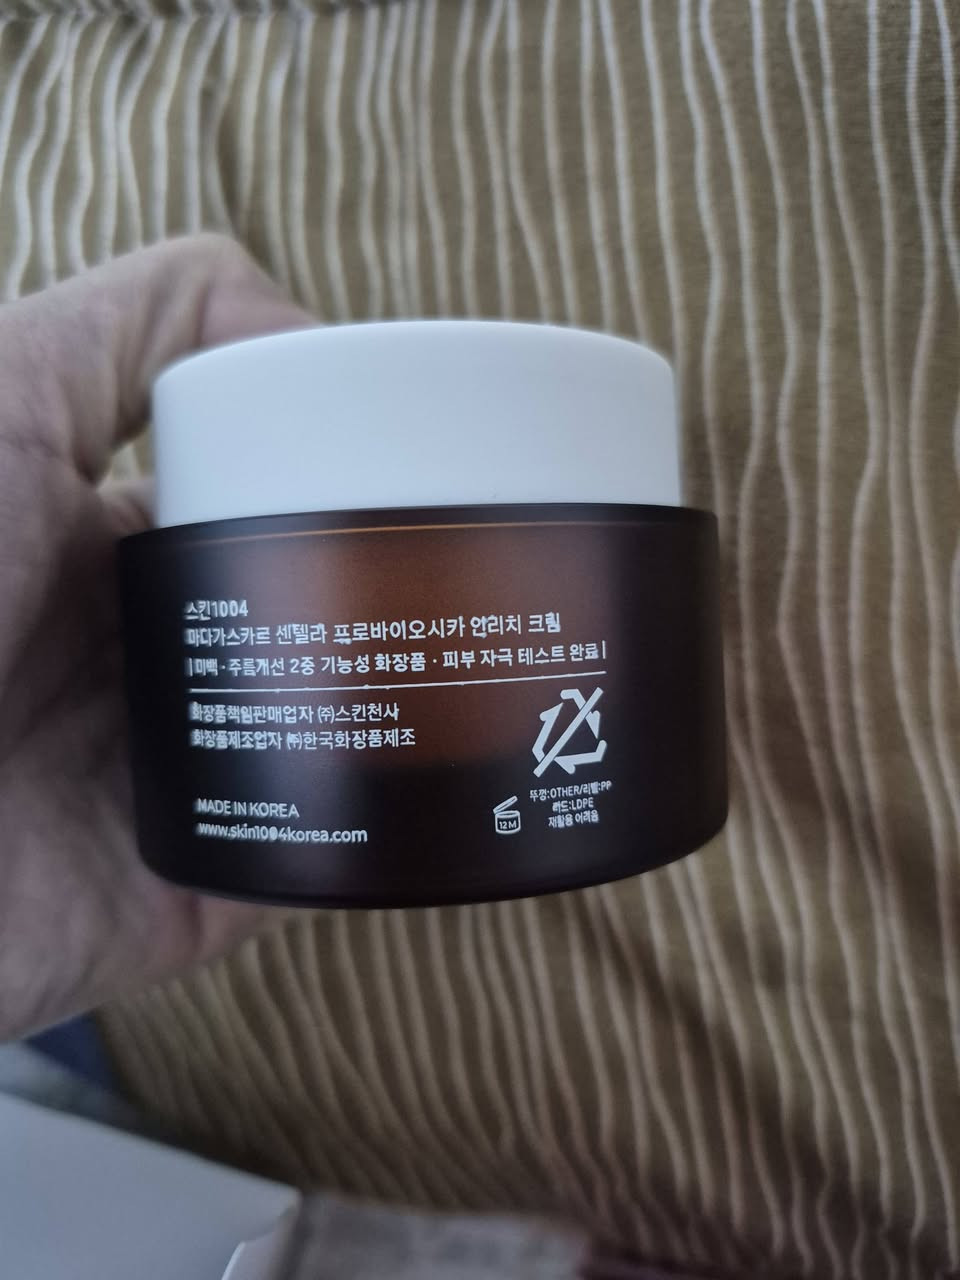 스킨1004
마다가스카르 센텔라 프로바이오시카 인리치 크림
|미백·주름개선 2중 기능성 화장품·피부 자극 테스트 완료|
화장품책임판매업자 ㈜스킨천사
화장품제조업자 ㈜한국화장품제조
MADE IN KOREA
www.skin1004korea.com
12M
뚜껑:OTHER/리벨:PP
리드:LDPE
재활용 어려움